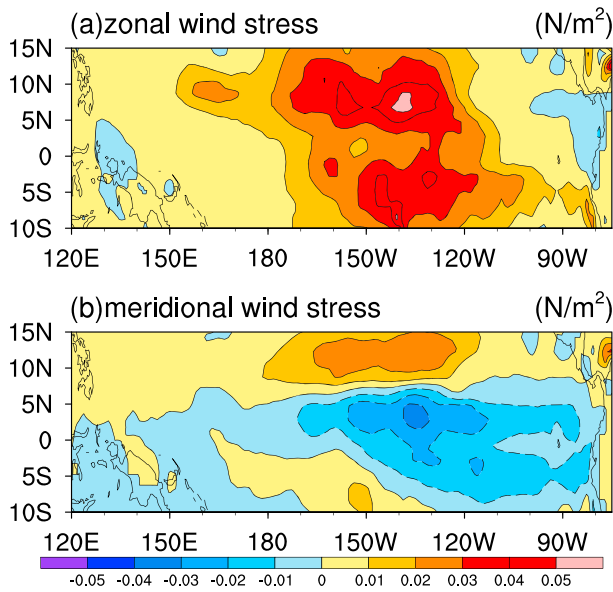 (a)zonal wind stress (N/m²)
15N
10N
5N
0
5S
10S
120E 150E 180 150W 120W 90W
(b)meridional wind stress (N/m²)
15N
10N
5N
0
5S
10S
120E 150E 180 150W 120W 90W
-0.05 -0.04 -0.03 -0.02 -0.01 0 0.01 0.02 0.03 0.04 0.05